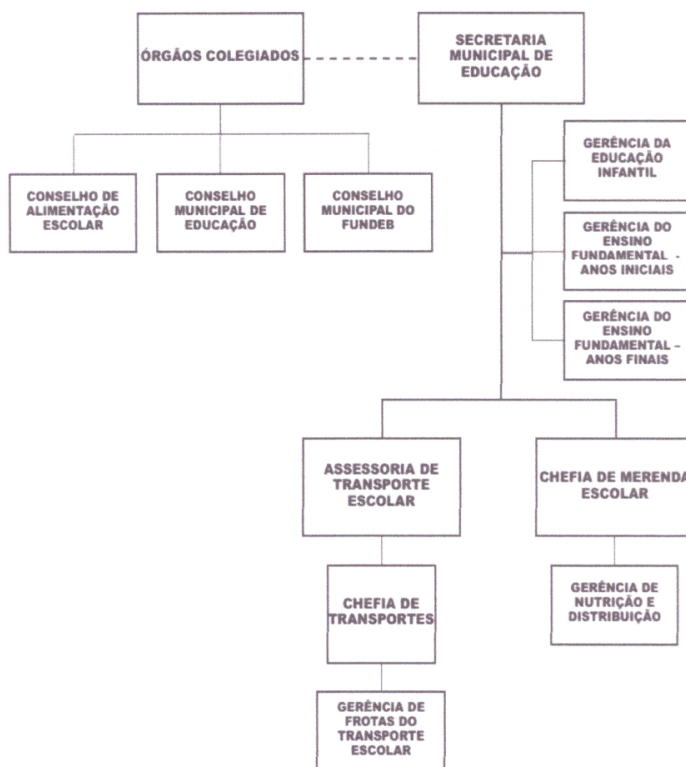 ÓRGÃOS COLEGIADOS
SECRETARIA
MUNICIPAL DE
EDUCAÇÃO
CONSELHO DE
ALIMENTAÇÃO
ESCOLAR
CONSELHO
MUNICIPAL DE
EDUCAÇÃO
CONSELHO
MUNICIPAL DO
FUNDEB
GERÊNCIA DA
EDUCAÇÃO
INFANTIL
GERÊNCIA DO
ENSINO
FUNDAMENTAL -
ANOS INICIAIS
GERÊNCIA DO
ENSINO
FUNDAMENTAL –
ANOS FINAIS
ASSESSORIA DE
TRANSPORTE
ESCOLAR
CHEFIA DE MERENDA
ESCOLAR
CHEFIA DE
TRANSPORTES
GERÊNCIA DE
NUTRIÇÃO E
DISTRIBUIÇÃO
GERÊNCIA DE
FROTAS DO
TRANSPORTE
ESCOLAR